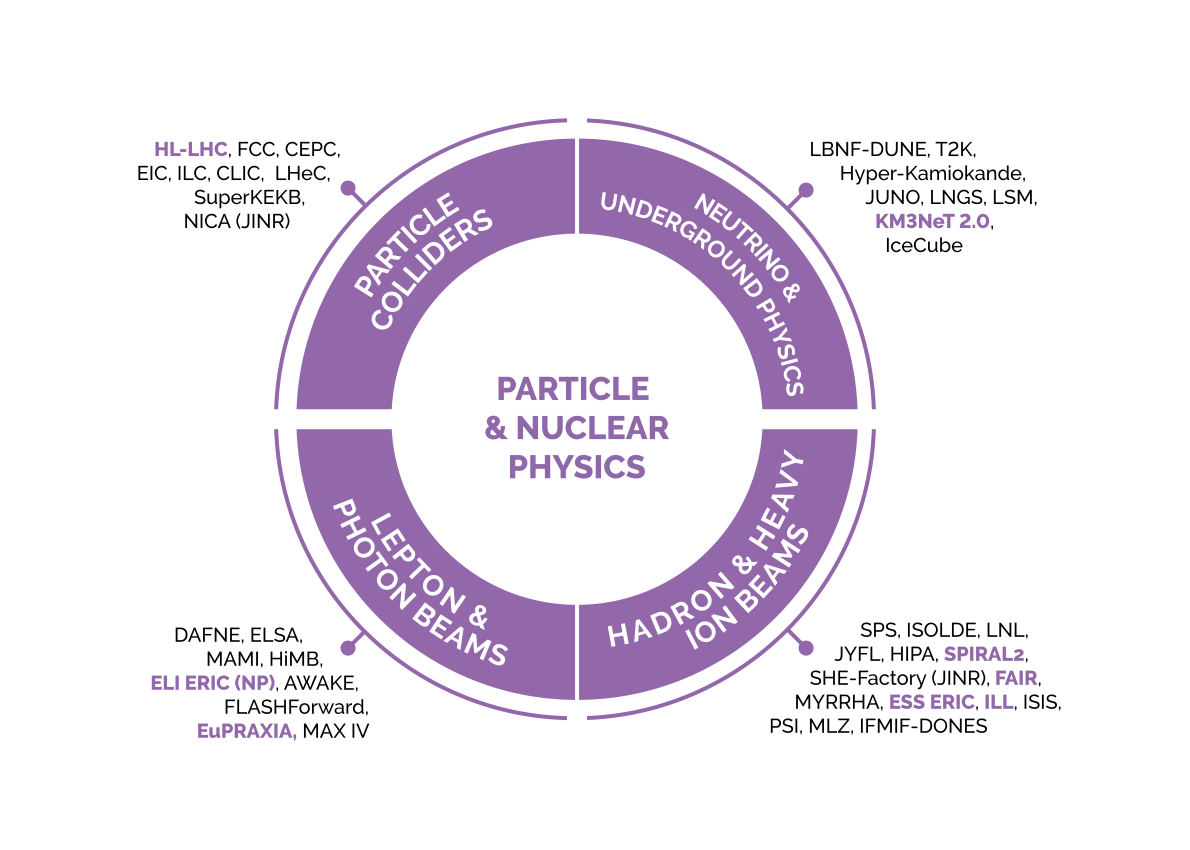 HL-LHC, FCC, CEPC,
EIC, ILC, CLIC, LHeC,
SuperKEKB,
NICA (JINR)
PARTICLE
COLLIDERS
LBNF-DUNE, T2K,
Hyper-Kamiokande,
JUNO, LNGS, LSM,
KM3NeT 2.0,
IceCube
NEUTRINO &
UNDERGROUND PHYSICS
PARTICLE
& NUCLEAR
PHYSICS
LEPTON &
PHOTON BEAMS
DAFNE, ELSA,
MAMI, HiMB,
ELI ERIC (NP), AWAKE,
FLASHForward,
EuPRAXIA, MAX IV
HADRON & HEAVY
ION BEAMS
SPS, ISOLDE, LNL,
JYFL, HIPA, SPIRAL2,
SHE-Factory (JINR), FAIR,
MYRRHA, ESS ERIC, ILL, ISIS,
PSI, MLZ, IFMIF-DONES